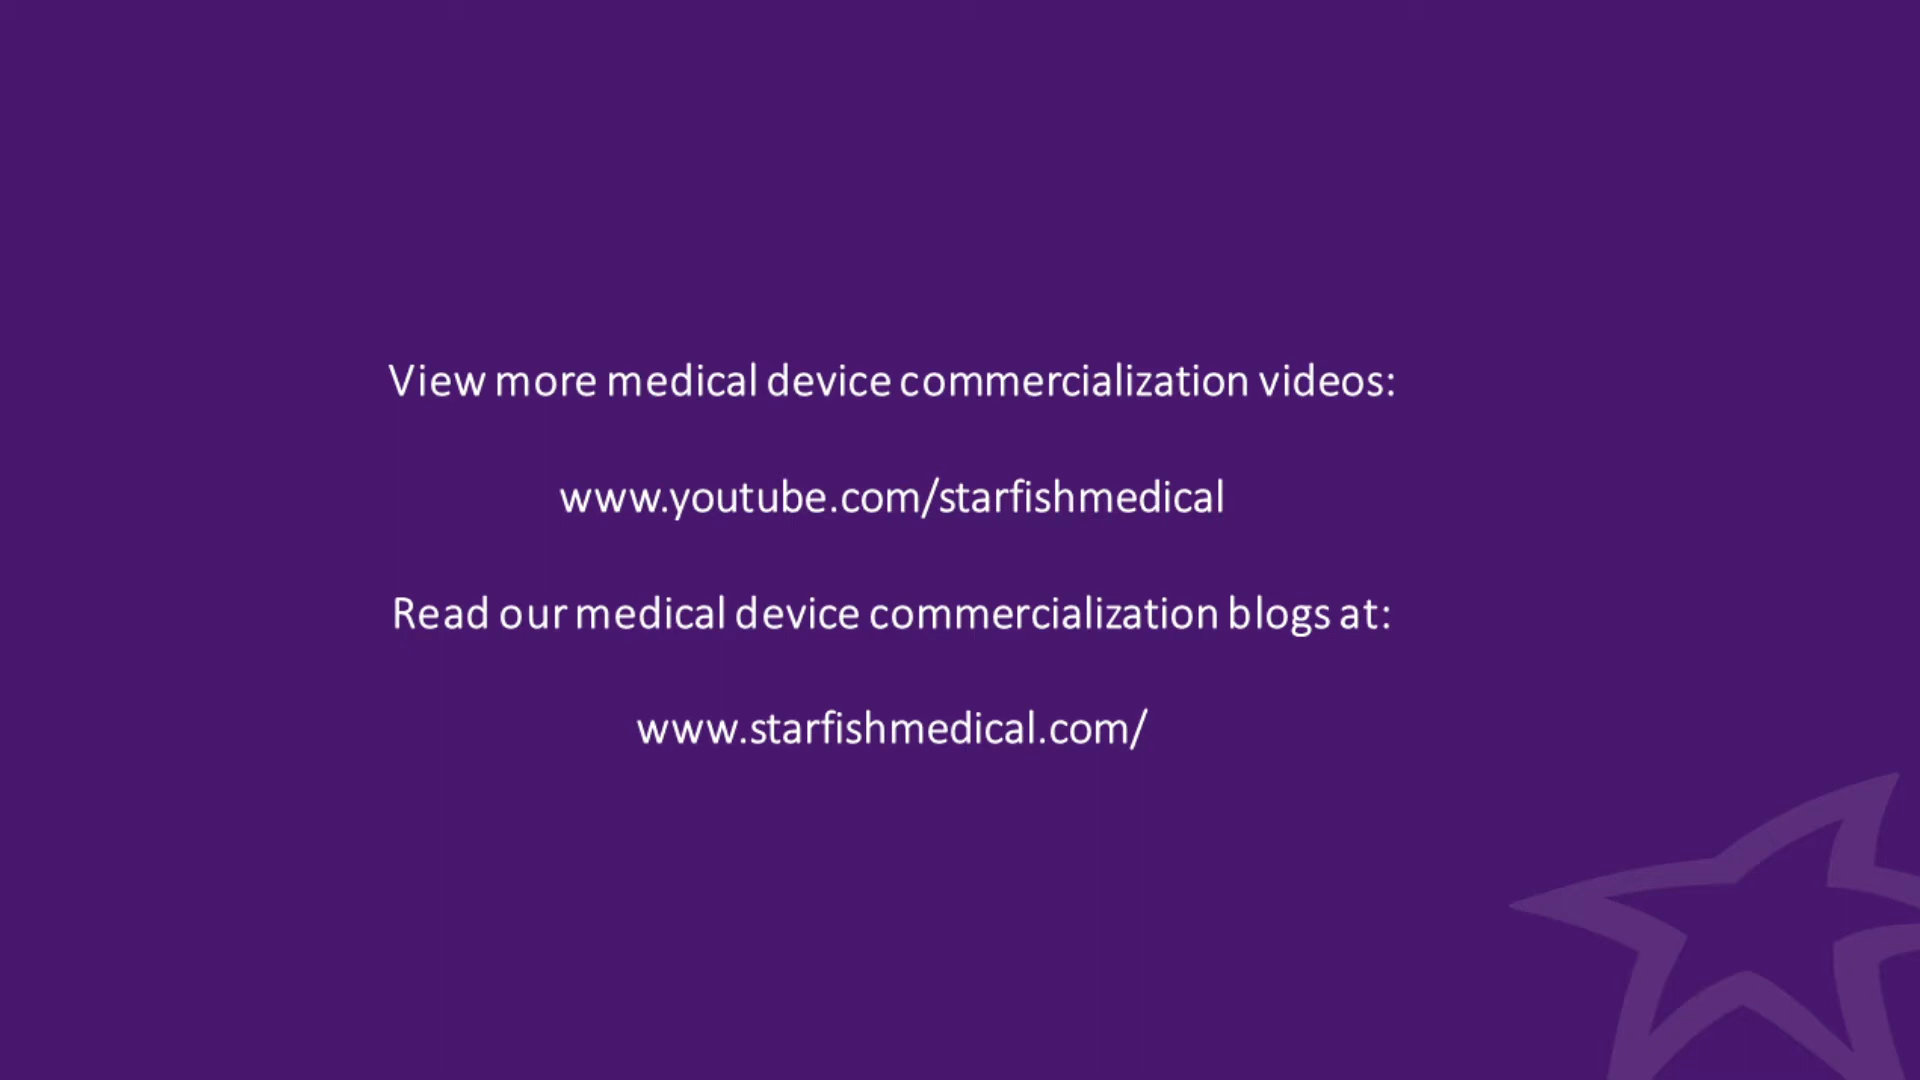 View more medical device commercialization videos:
www.youtube.com/starfishmedical
Read our medical device commercialization blogs at:
www.starfishmedical.com/